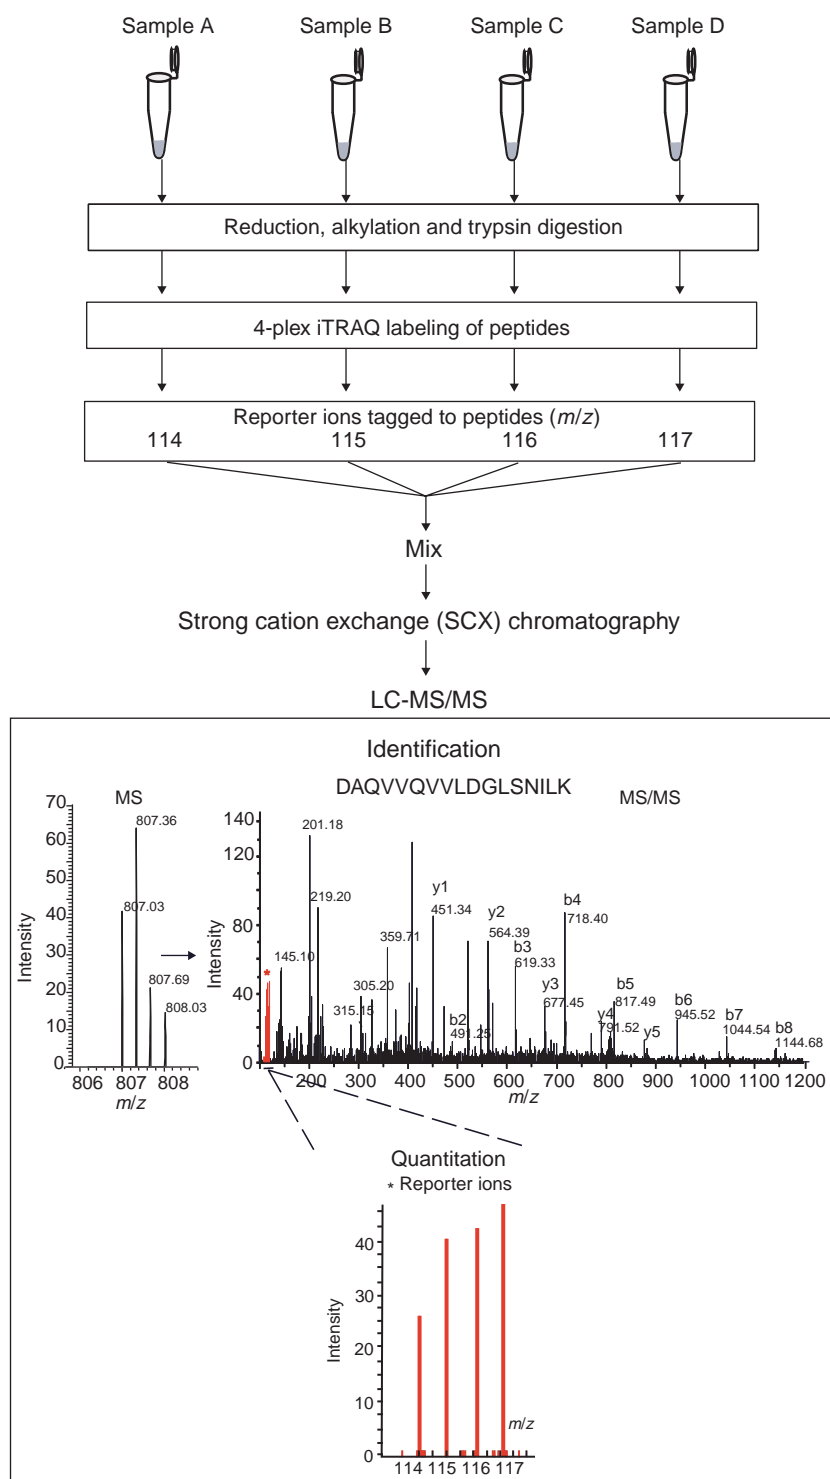 Sample A Sample B Sample C Sample D
Reduction, alkylation and trypsin digestion
4-plex iTRAQ labeling of peptides
Reporter ions tagged to peptides (m/z)
114 115 116 117
Mix
Strong cation exchange (SCX) chromatography
LC-MS/MS
Identification
DAQVVQVVLDGLSNILK
MS
MS/MS
70
60
50
40
30
20
10
0
Intensity
807.36
807.03
807.69
808.03
806 807 808
m/z
140
120
80
40
0
Intensity
*
145.10
201.18
219.20
315.15
305.20
359.71
y1
451.34
b2
491.25
y2
564.39
b3
619.33
677.45
y3
b4
718.40
y4
791.52
b5
817.49
y5
b6
945.52
b7
1044.54
b8
1144.68
200 300 400 500 600 700 800 900 1000 1100 1200
m/z
Quantitation
* Reporter ions
40
30
20
10
0
Intensity
m/z
114 115 116 117